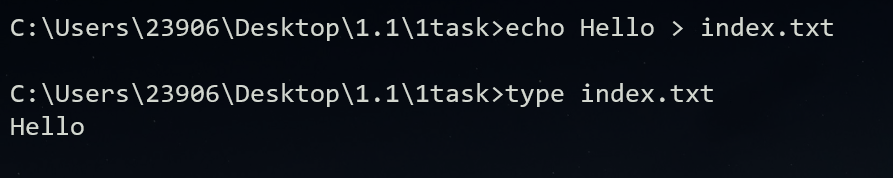 C:\Users\23906\Desktop\1.1\1task>echo Hello > index.txt
C:\Users\23906\Desktop\1.1\1task>type index.txt
Hello